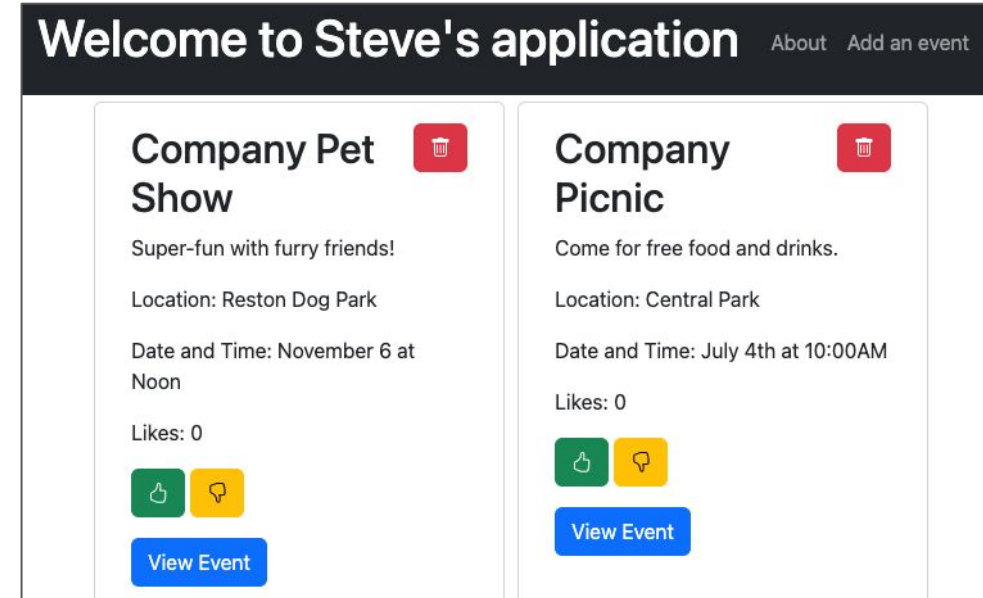 Welcome to Steve's application About Add an event
Company Pet
Show
Super-fun with furry friends!
Location: Reston Dog Park
Date and Time: November 6 at
Noon
Likes: 0
View Event
Company
Picnic
Come for free food and drinks.
Location: Central Park
Date and Time: July 4th at 10:00AM
Likes: 0
View Event